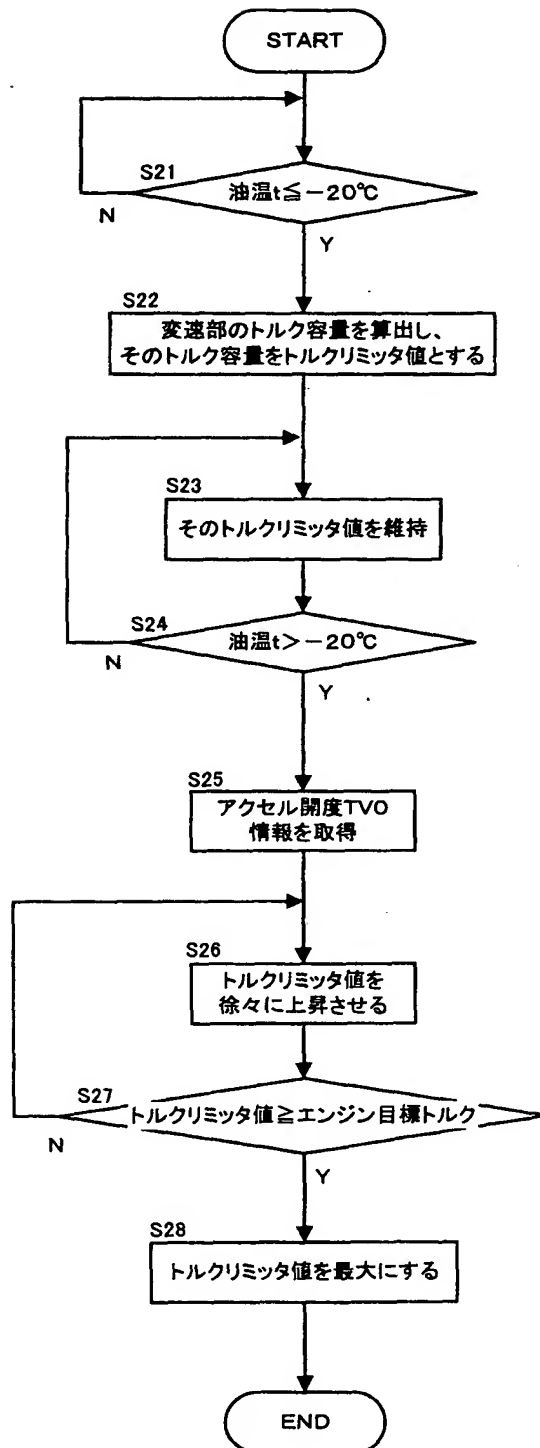 START
S21
油温t≦-20℃
N
Y
S22
変速部のトルク容量を算出し、
そのトルク容量をトルクリミッタ値とする
S23
そのトルクリミッタ値を維持
S24
油温t>-20℃
N
Y
S25
アクセル開度TVO
情報を取得
S26
トルクリミッタ値を
徐々に上昇させる
S27
トルクリミッタ値≧エンジン目標トルク
N
Y
S28
トルクリミッタ値を最大にする
END